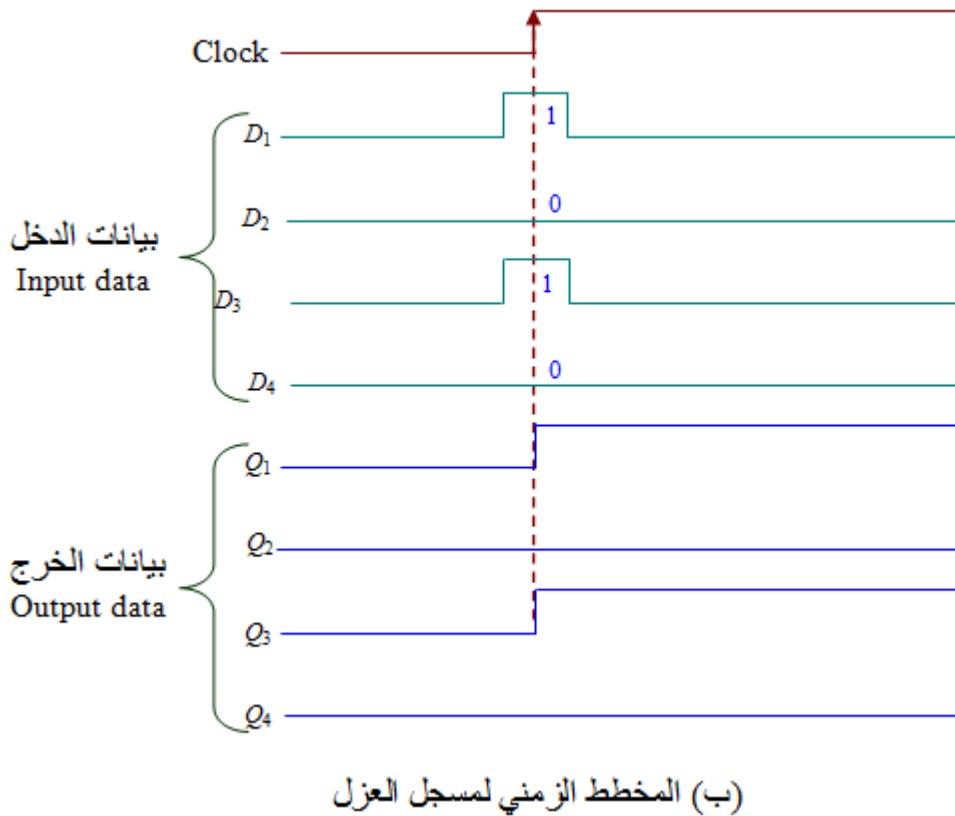 Clock
1
D1
0
D2
بيانات الدخل
Input data
1
D3
0
D4
Q1
Q2
بيانات الخرج
Output data
Q3
Q4
(ب) المخطط الزمني لمسجل العزل